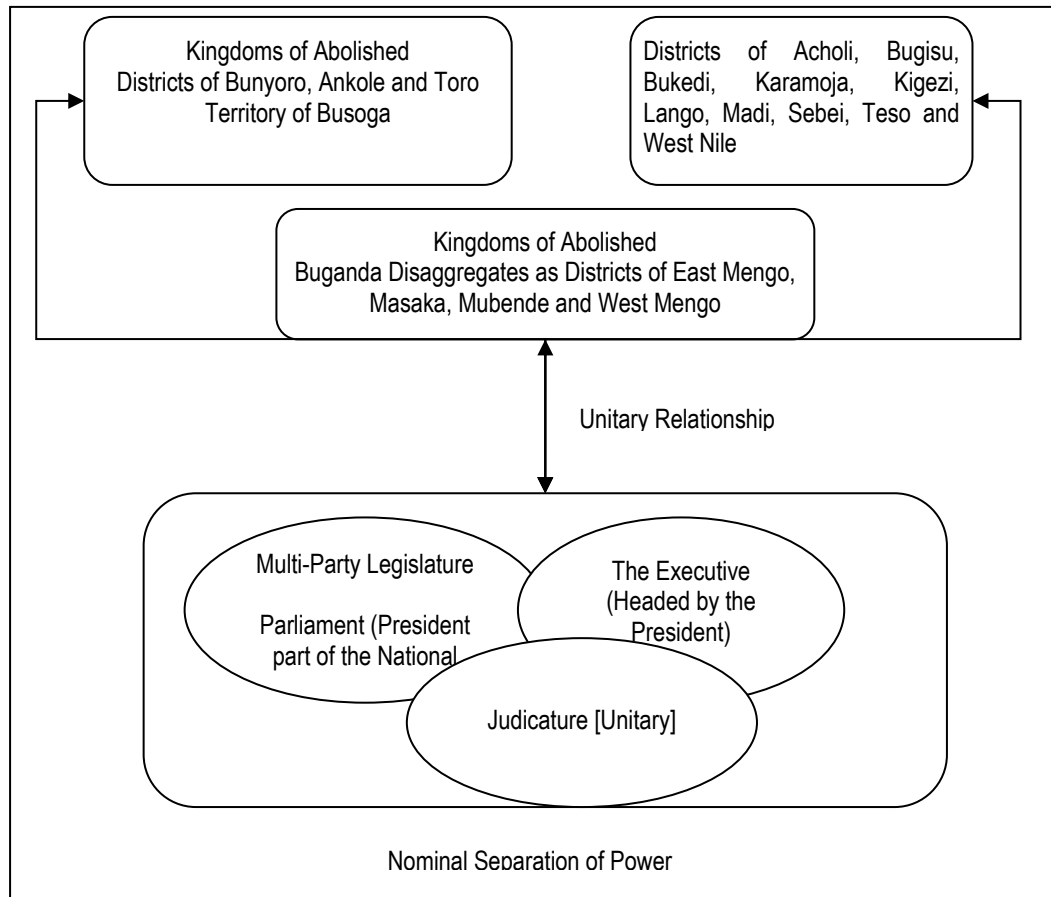 Kingdoms of Abolished
Districts of Bunyoro, Ankole and Toro
Territory of Busoga
Districts of Acholi, Bugisu,
Bukedi, Karamoja, Kigezi,
Lango, Madi, Sebei, Teso and
West Nile
Kingdoms of Abolished
Buganda Disaggregates as Districts of East Mengo,
Masaka, Mubende and West Mengo
Unitary Relationship
Multi-Party Legislature
Parliament (President
part of the National
The Executive
(Headed by the
President)
Judicature [Unitary]
Nominal Separation of Power